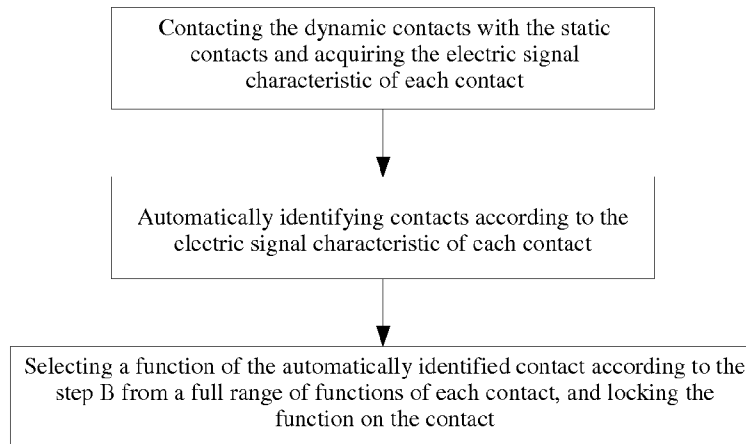 Contacting the dynamic contacts with the static
contacts and acquiring the electric signal
characteristic of each contact
Automatically identifying contacts according to the
electric signal characteristic of each contact
Selecting a function of the automatically identified contact according to the
step B from a full range of functions of each contact, and locking the
function on the contact